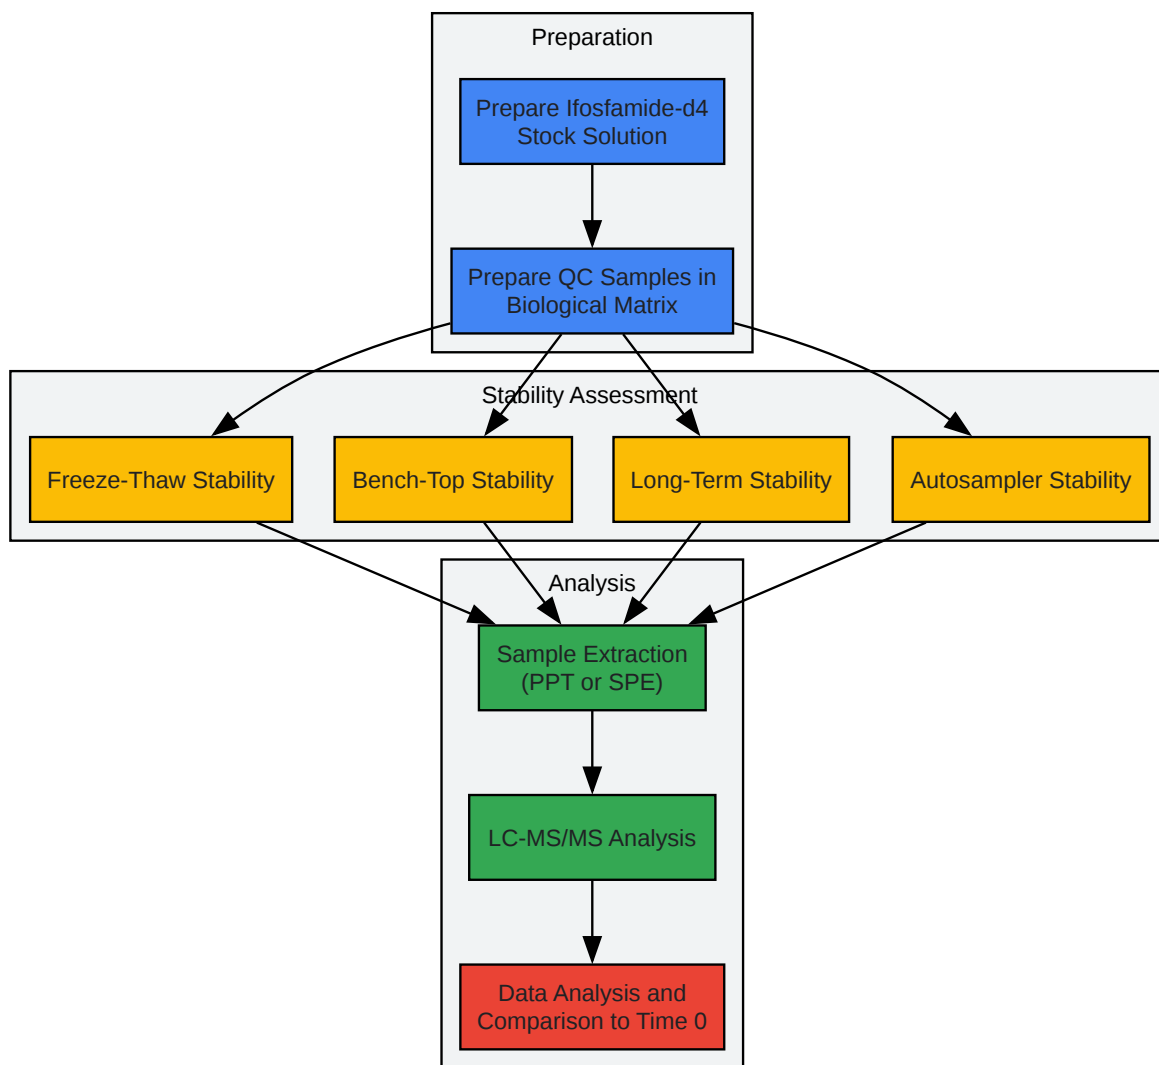 Preparation
Prepare Ifosfamide-d4
Stock Solution
Prepare QC Samples in
Biological Matrix
Stability Assessment
Freeze-Thaw Stability
Bench-Top Stability
Long-Term Stability
Autosampler Stability
Analysis
Sample Extraction
(PPT or SPE)
LC-MS/MS Analysis
Data Analysis and
Comparison to Time 0